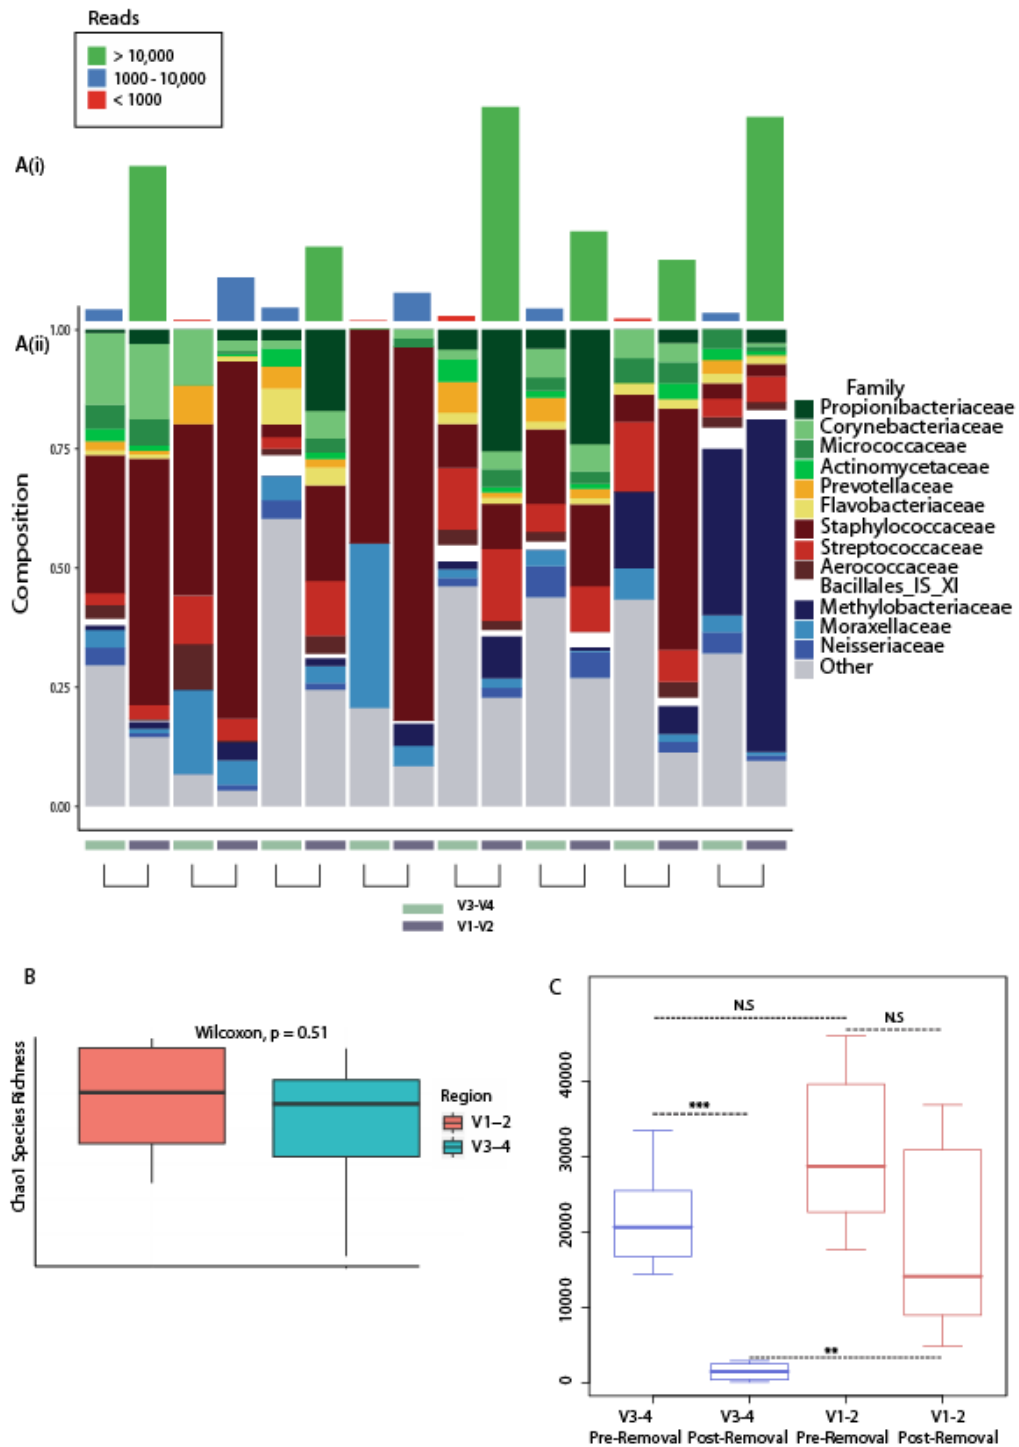 Reads
> 10,000
1000 - 10,000
< 1000
A(i)
A(ii)
1.00
0.75
0.50
0.25
0.00
Composition
Family
Propionibacteriaceae
Corynebacteriaceae
Micrococcaceae
Actinomycetaceae
Prevotellaceae
Flavobacteriaceae
Staphylococcaceae
Streptococcaceae
Aerococcaceae
Bacillales_IS_XI
Methylobacteriaceae
Moraxellaceae
Neisseriaceae
Other
V3-V4
V1-V2
B
Wilcoxon, p = 0.51
Chao1 Species Richness
Region
V1-2
V3-4
C
N.S
N.S
***
**
40000
30000
20000
10000
0
V3-4 V3-4 V1-2 V1-2
Pre-Removal Post-Removal Pre-Removal Post-Removal